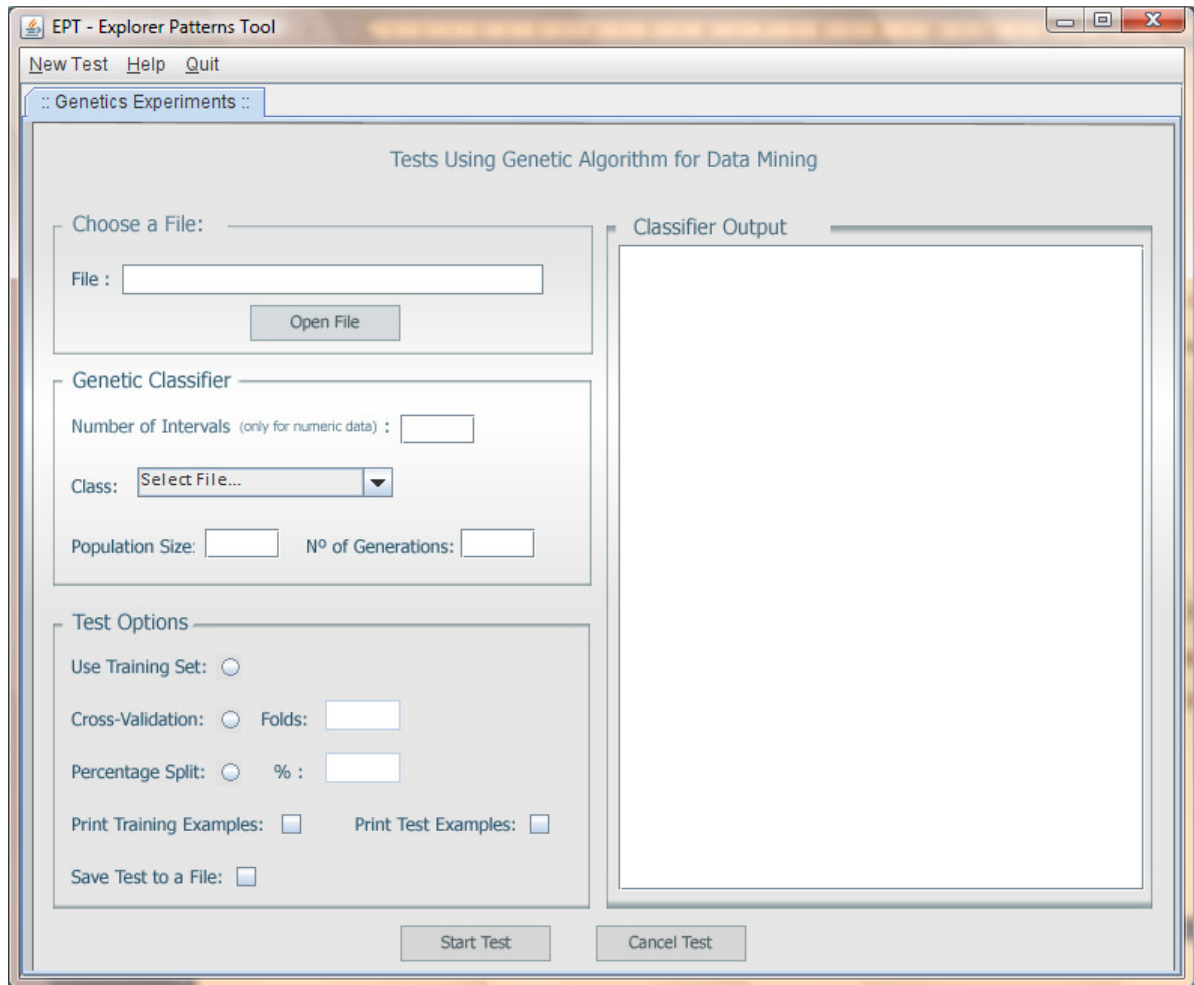 EPT - Explorer Patterns Tool
New Test Help Quit
:: Genetics Experiments ::
Tests Using Genetic Algorithm for Data Mining
Choose a File:
File :
Open File
Genetic Classifier
Number of Intervals (only for numeric data) :
Class: Select File...
Population Size: Nº of Generations:
Test Options
Use Training Set:
Cross-Validation: Folds:
Percentage Split: % :
Print Training Examples: Print Test Examples:
Save Test to a File:
Classifier Output
Start Test Cancel Test